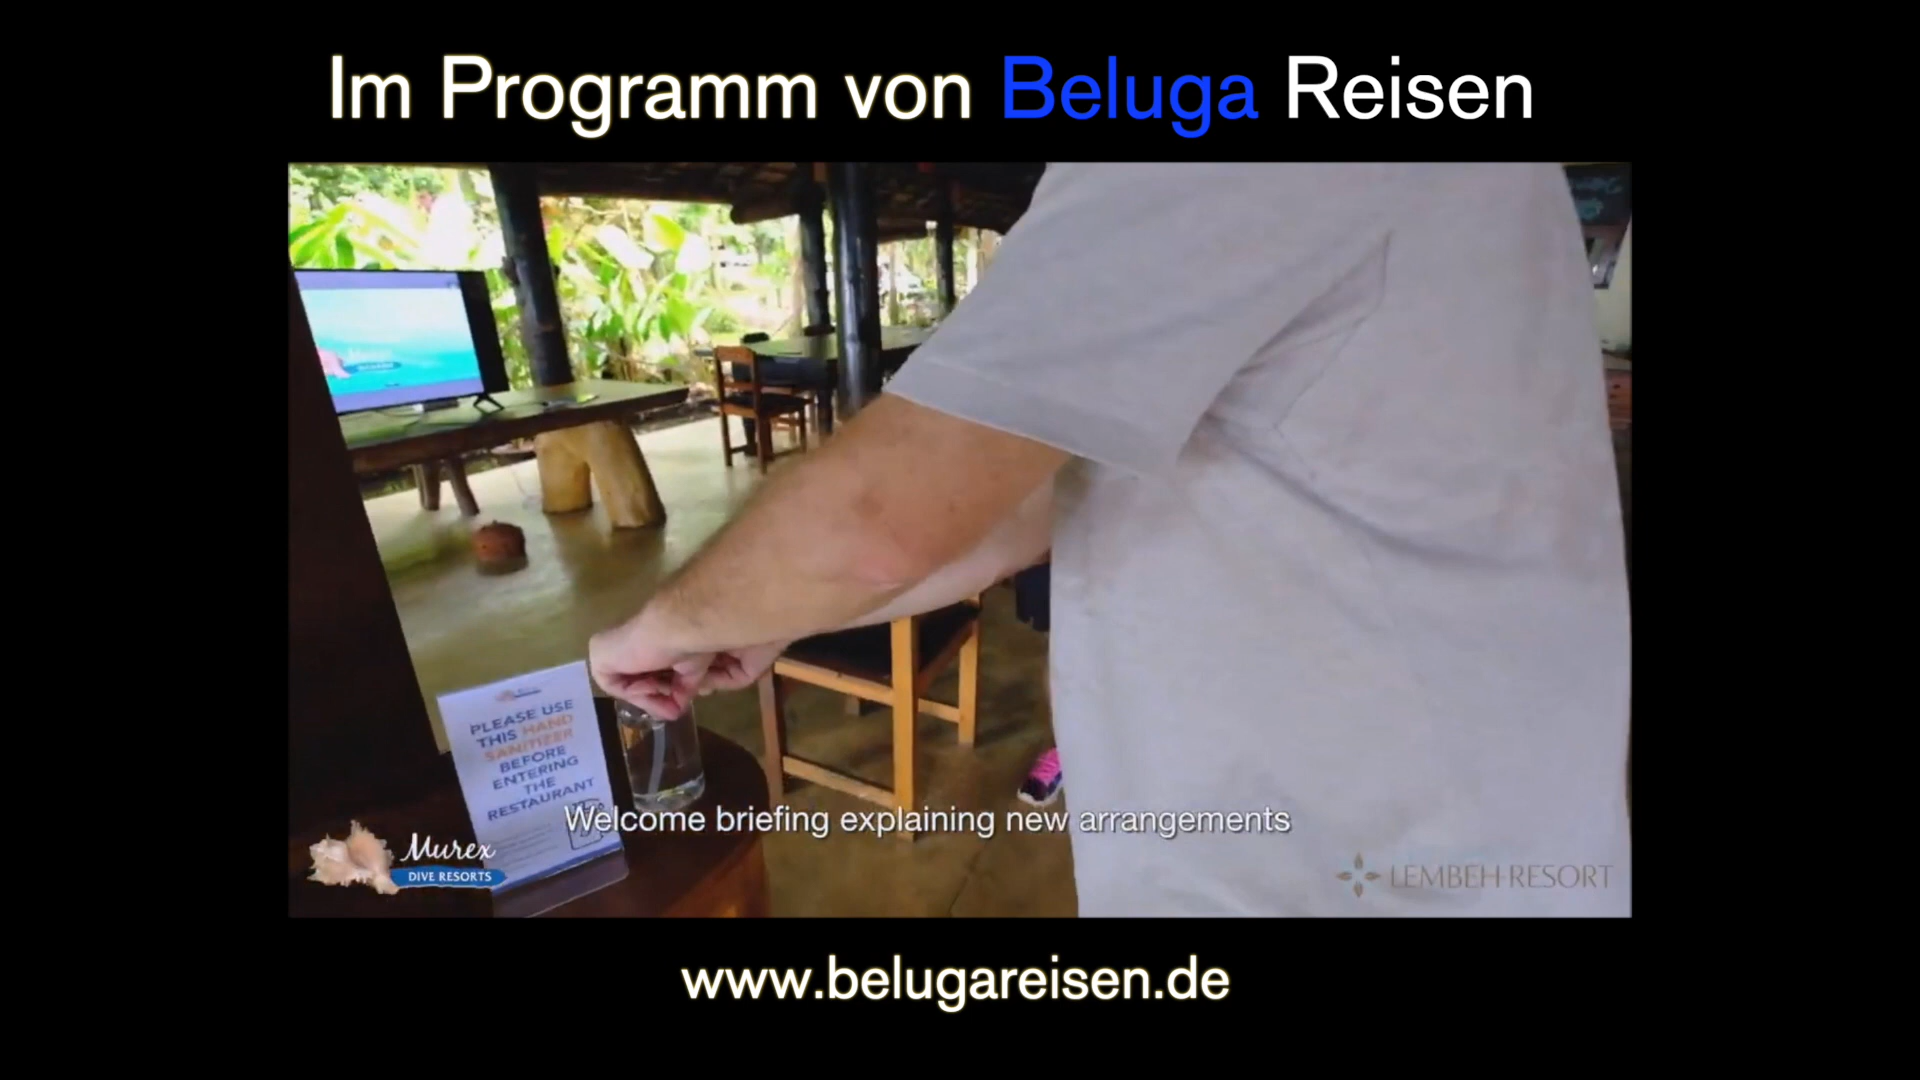 Im Programm von Beluga Reisen
PLEASE USE
THIS HAND
SANITIZER
BEFORE
ENTERING
THE
RESTAURANT
Welcome briefing explaining new arrangements
Murex
DIVE RESORTS
LEMBEH RESORT
www.belugareisen.de